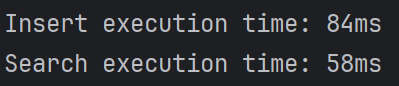 Insert execution time: 84ms
Search execution time: 58ms